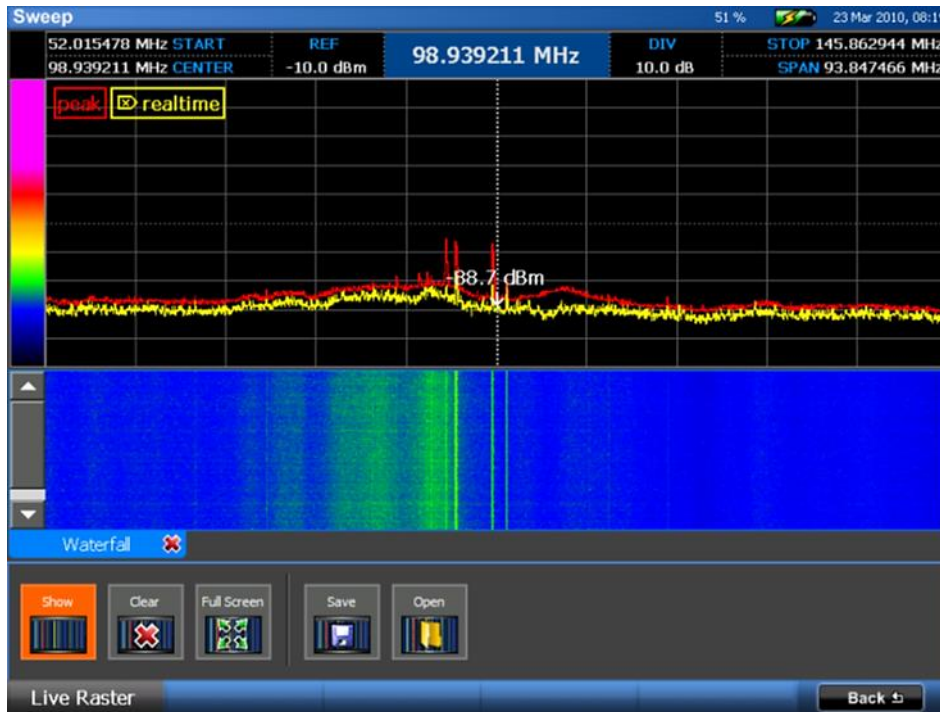 Sweep 51 % 23 Mar 2010, 08:1
52.015478 MHz START REF 98.939211 MHz DIV STOP 145.862944 MHz
98.939211 MHz CENTER -10.0 dBm 10.0 dB SPAN 93.847466 MHz
peak realtime
-88.7 dBm
Waterfall
Show Clear Full Screen Save Open
Live Raster Back